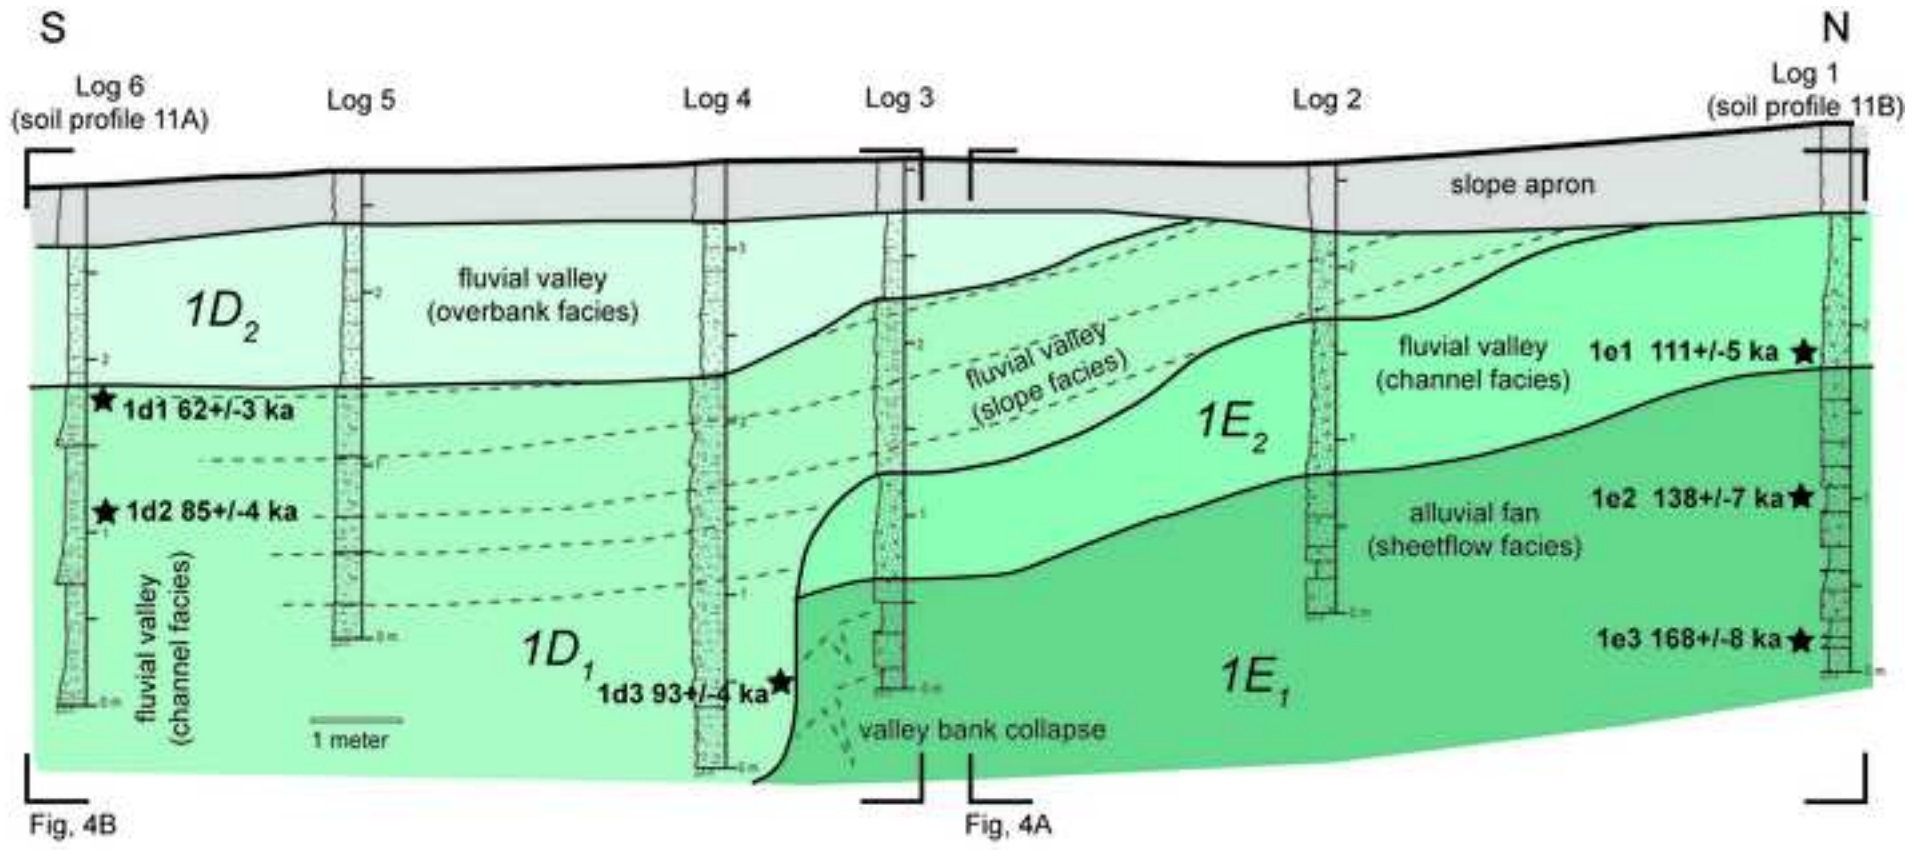 S
N
Log 6
(soil profile 11A)
Log 5
Log 4
Log 3
Log 2
Log 1
(soil profile 11B)
slope apron
1D2
fluvial valley
(overbank facies)
fluvial valley
(slope facies)
fluvial valley
(channel facies)
1E2
1e1 111+/-5 ka
1d1 62+/-3 ka
1d2 85+/-4 ka
1e2 138+/-7 ka
alluvial fan
(sheetflow facies)
fluvial valley
(channel facies)
1D1
1d3 93+/-4 ka
1E1
1e3 168+/-8 ka
valley bank collapse
1 meter
Fig, 4B
Fig, 4A